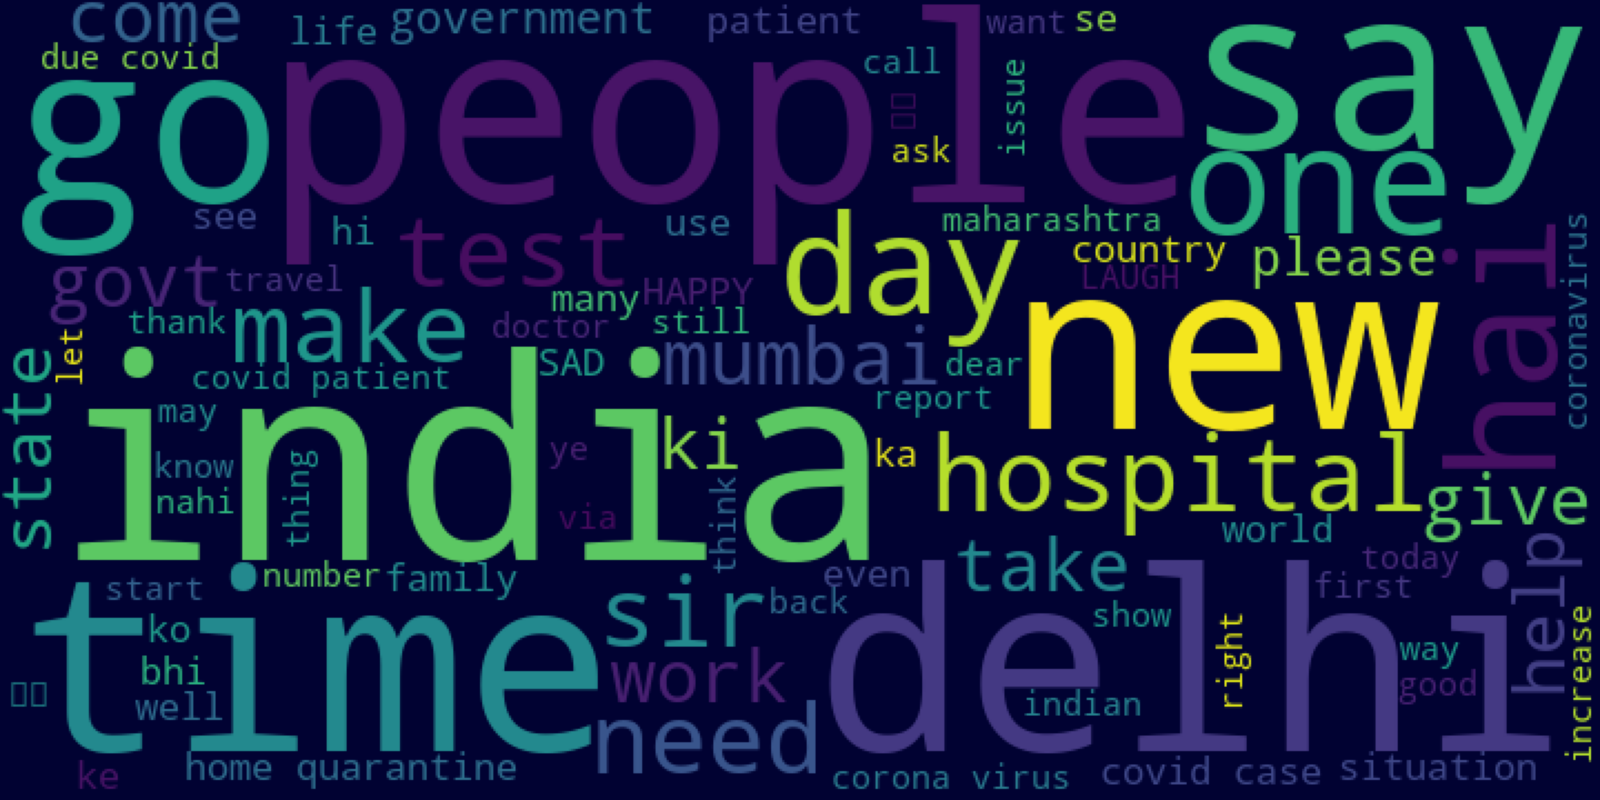 come
life
government
patient
want
se
say
due covid
go
people
call
issue
ask
one
see
hi
test
use
day
maharashtra
country
please
hai
coronavirus
govt
travel
many
HAPPY
LAUGH
new
thank
make
doctor
still
let
SAD
mumbai
dear
covid patient
state
india
may
report
ki
ka
hospital
know
nahi
thing
ye
via
think
give
world
number
family
even
take
today
first
help
start
time
sir
back
delhi
show
right
way
increase
ko
bhi
work
good
well
need
indian
ke
home quarantine
corona virus
covid case
situation